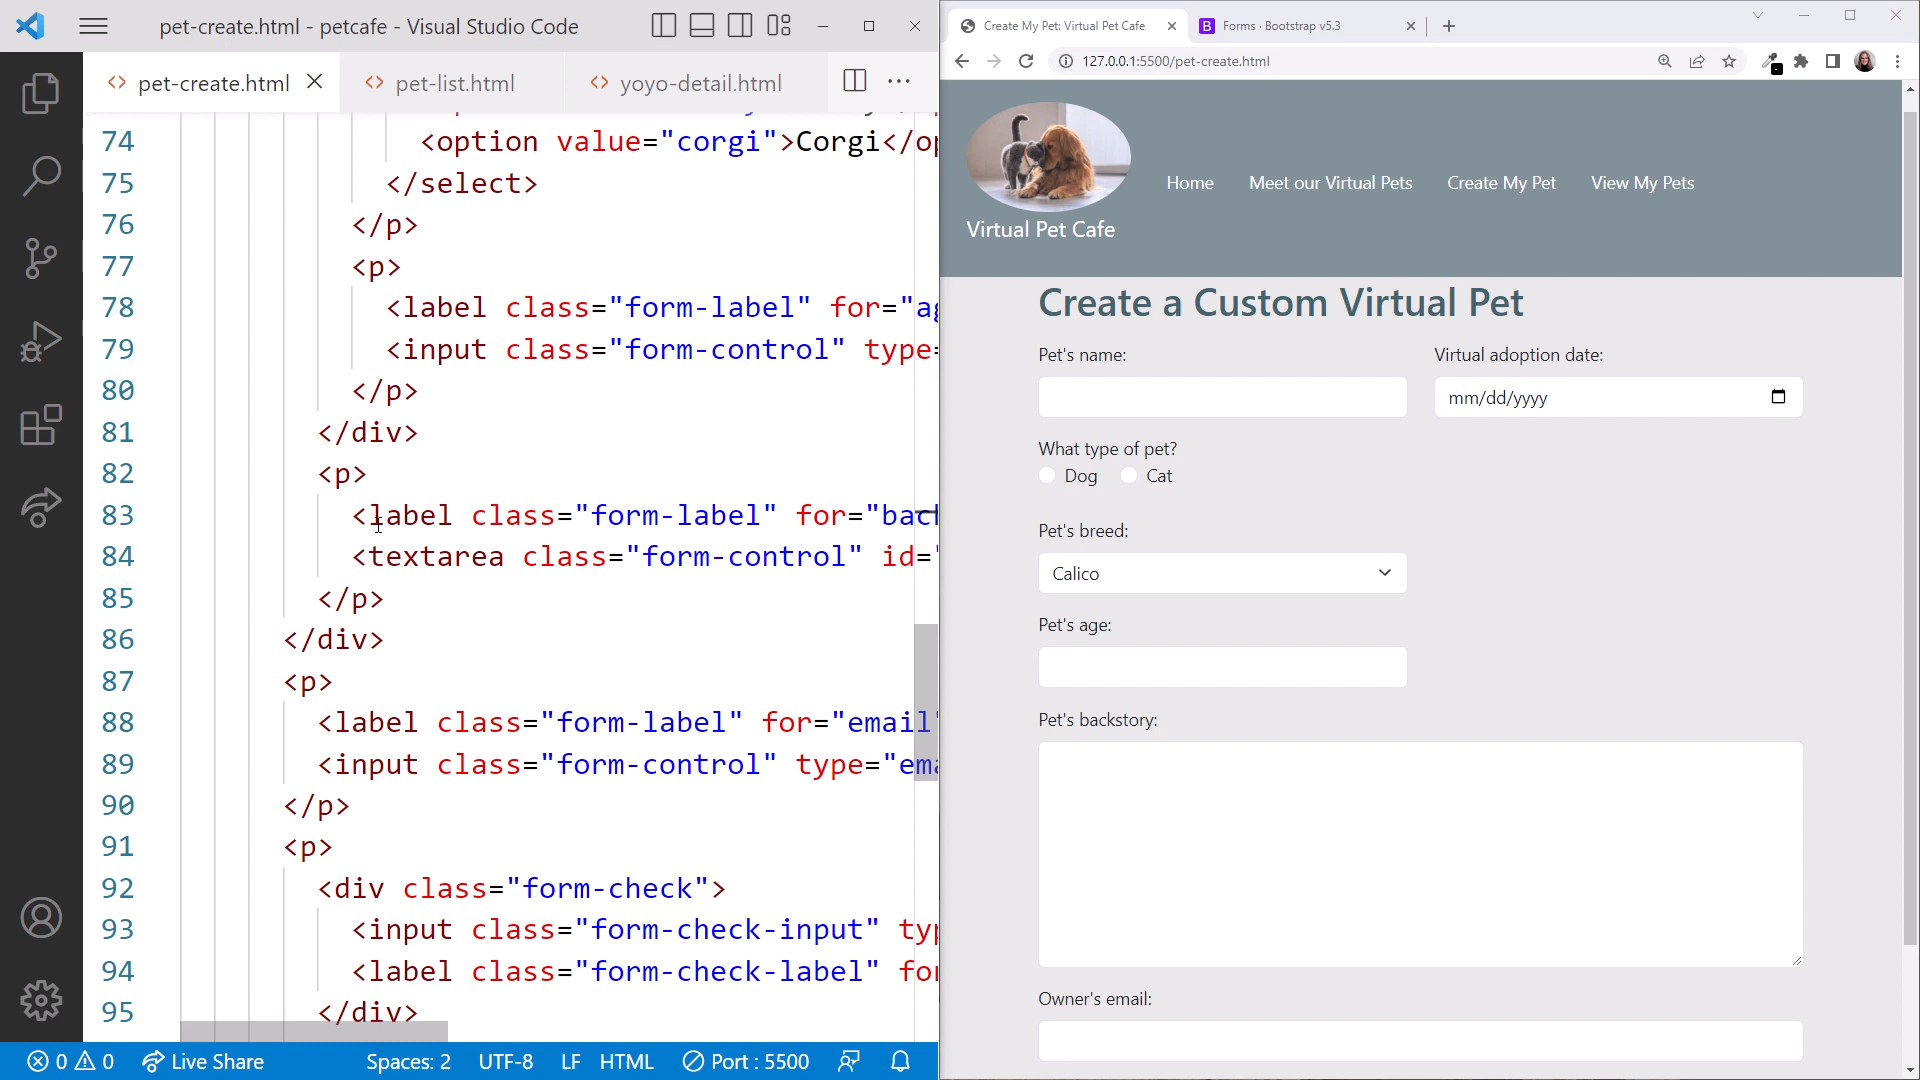 pet-create.html - petcafe - Visual Studio Code
pet-create.html
pet-list.html
yoyo-detail.html
74 <option value="corgi">Corgi</op
75 </select>
76 </p>
77 <p>
78 <label class="form-label" for="ag
79 <input class="form-control" type=
80 </p>
81 </div>
82 <p>
83 <label class="form-label" for="back
84 <textarea class="form-control" id="
85 </p>
86 </div>
87 <p>
88 <label class="form-label" for="email"
89 <input class="form-control" type="ema
90 </p>
91 <p>
92 <div class="form-check">
93 <input class="form-check-input" typ
94 <label class="form-check-label" for
95 </div>
0 0 Live Share Spaces: 2 UTF-8 LF HTML Port : 5500
Create My Pet: Virtual Pet Cafe
B Forms · Bootstrap v5.3
127.0.0.1:5500/pet-create.html
Virtual Pet Cafe
Home Meet our Virtual Pets Create My Pet View My Pets
Create a Custom Virtual Pet
Pet's name:
Virtual adoption date:
mm/dd/yyyy
What type of pet?
Dog Cat
Pet's breed:
Calico
Pet's age:
Pet's backstory:
Owner's email: